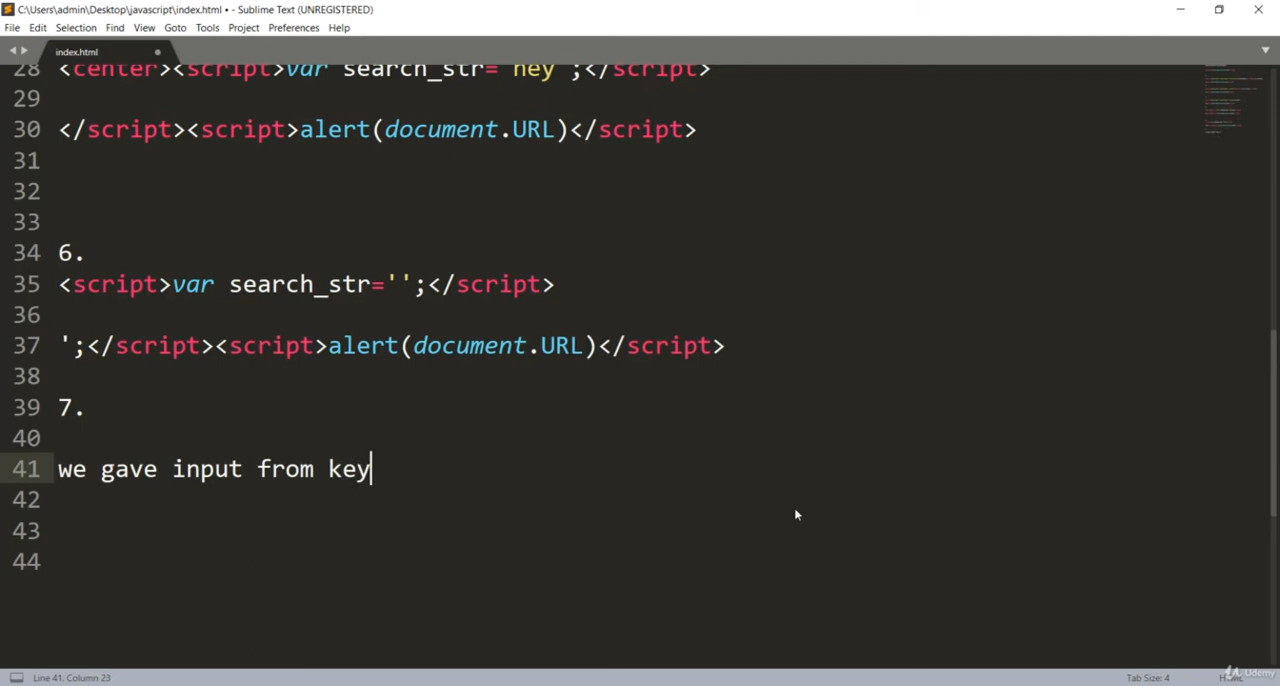 C:\Users\admin\Desktop\javascript\index.html • - Sublime Text (UNREGISTERED)
File Edit Selection Find View Goto Tools Project Preferences Help
index.html
28 <center><script>var search_str='hey';</script>
29
30 </script><script>alert(document.URL)</script>
31
32
33
34 6.
35 <script>var search_str='';</script>
36
37 ';</script><script>alert(document.URL)</script>
38
39 7.
40
41 we gave input from key
42
43
44
Line 41, Column 23 Tab Size: 4 HTML
Udemy